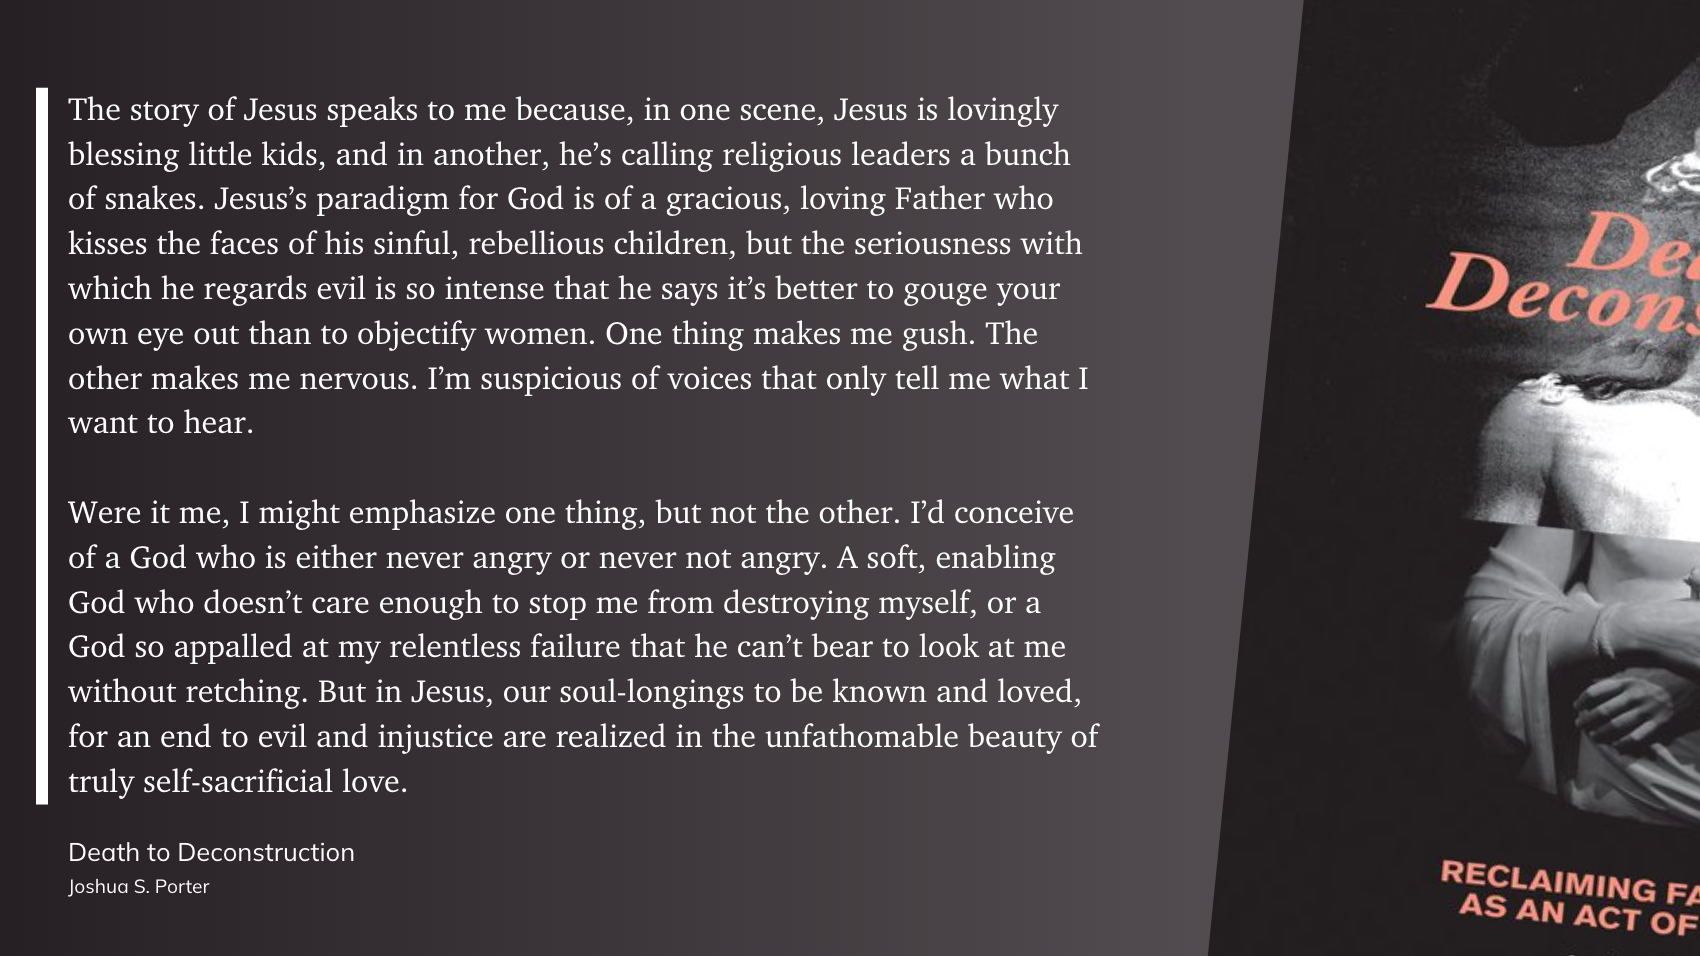 The story of Jesus speaks to me because, in one scene, Jesus is lovingly
blessing little kids, and in another, he’s calling religious leaders a bunch
of snakes. Jesus’s paradigm for God is of a gracious, loving Father who
kisses the faces of his sinful, rebellious children, but the seriousness with
which he regards evil is so intense that he says it’s better to gouge your
own eye out than to objectify women. One thing makes me gush. The
other makes me nervous. I’m suspicious of voices that only tell me what I
want to hear.
Were it me, I might emphasize one thing, but not the other. I’d conceive
of a God who is either never angry or never not angry. A soft, enabling
God who doesn’t care enough to stop me from destroying myself, or a
God so appalled at my relentless failure that he can’t bear to look at me
without retching. But in Jesus, our soul-longings to be known and loved,
for an end to evil and injustice are realized in the unfathomable beauty of
truly self-sacrificial love.
Death to Deconstruction
Joshua S. Porter
Dea
Decons
RECLAIMING FA
AS AN ACT OF